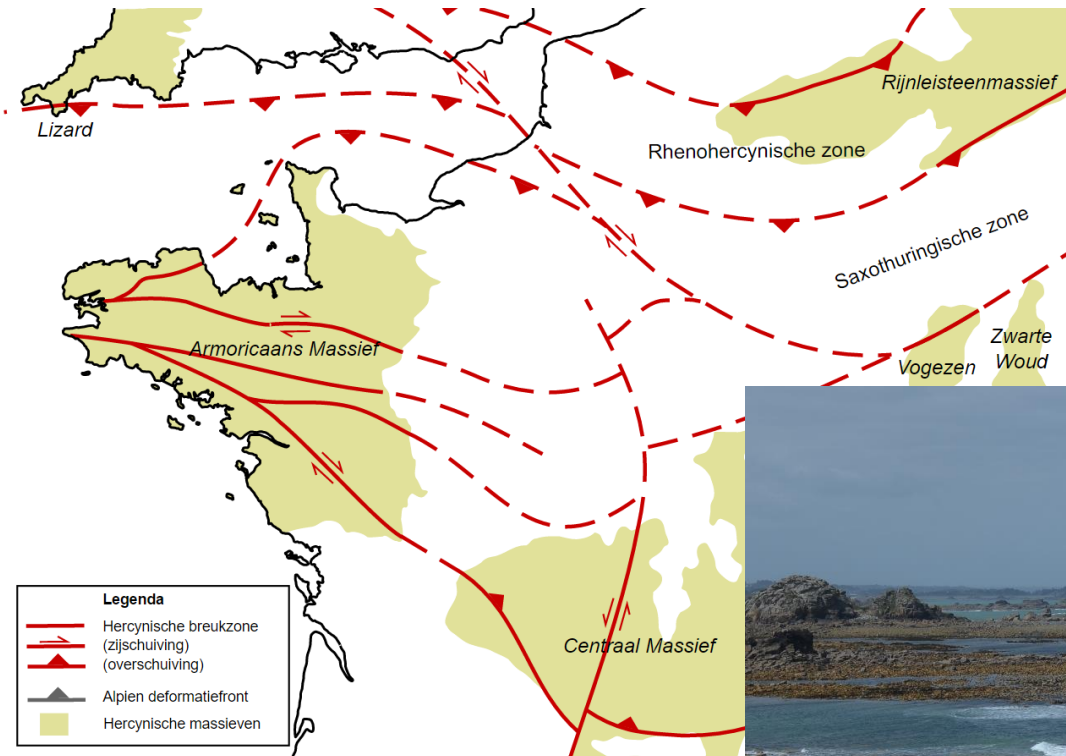 Lizard
Rijnleisteenmassief
Rhenohercynische zone
Saxothuringische zone
Armoricaans Massief
Vogezen
Zwarte
Woud
Centraal Massief
Legenda
Hercynische breukzone
(zijschuiving)
(overschuiving)
Alpien deformatiefront
Hercynische massieven